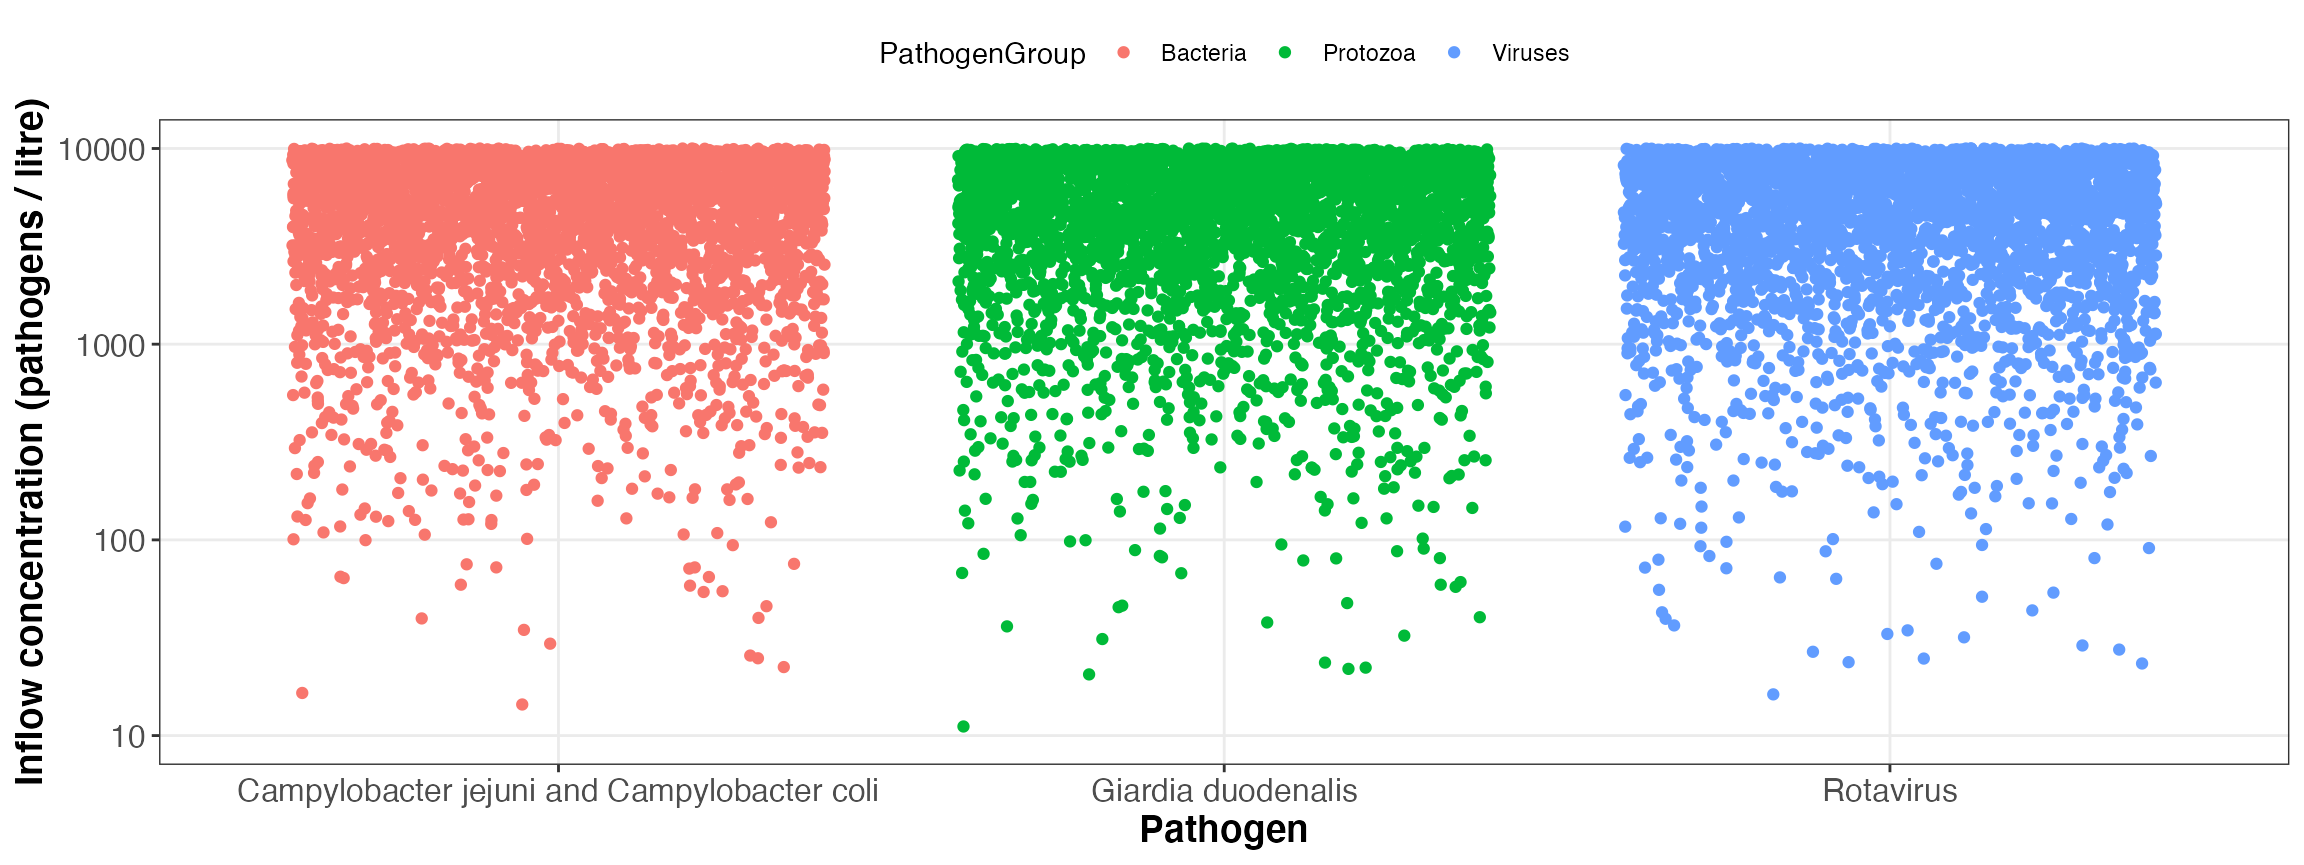 PathogenGroup Bacteria Protozoa Viruses
Inflow concentration (pathogens / litre)
10000
1000
100
10
Campylobacter jejuni and Campylobacter coli Giardia duodenalis Rotavirus
Pathogen